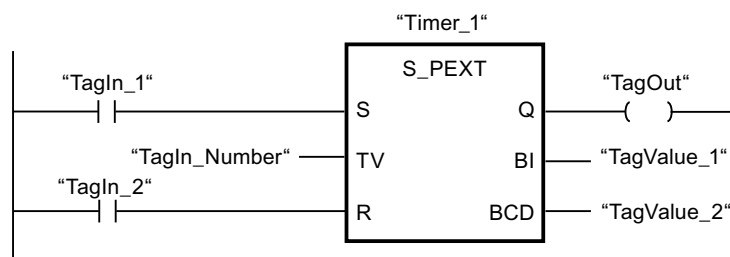 “Timer_1“
S_PEXT
“TagIn_1“ S Q “TagOut“
“TagIn_Number“ TV BI “TagValue_1“
“TagIn_2“ R BCD “TagValue_2“